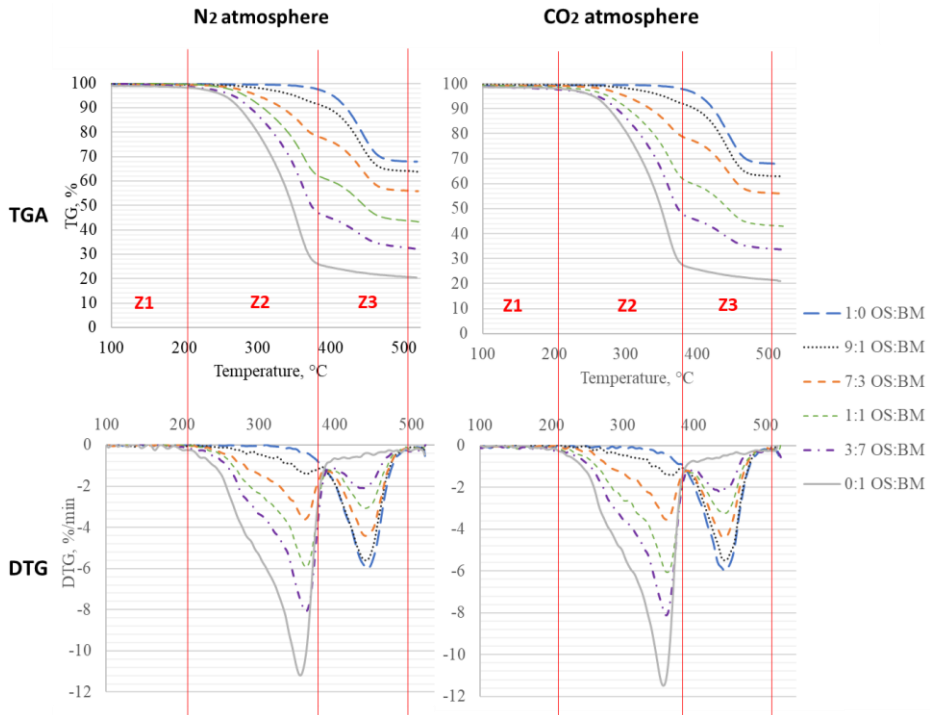 N2 atmosphere
CO2 atmosphere
TGA
TG, %
100
90
80
70
60
50
40
30
20
10
0
Z1
Z2
Z3
100
200
300
400
500
Temperature, °C
100
90
80
70
60
50
40
30
20
10
0
Z1
Z2
Z3
100
200
300
400
500
Temperature, °C
1:0 OS:BM
9:1 OS:BM
7:3 OS:BM
1:1 OS:BM
3:7 OS:BM
0:1 OS:BM
DTG
DTG, %/min
100
200
300
400
500
0
-2
-4
-6
-8
-10
-12
100
200
300
400
500
0
-2
-4
-6
-8
-10
-12